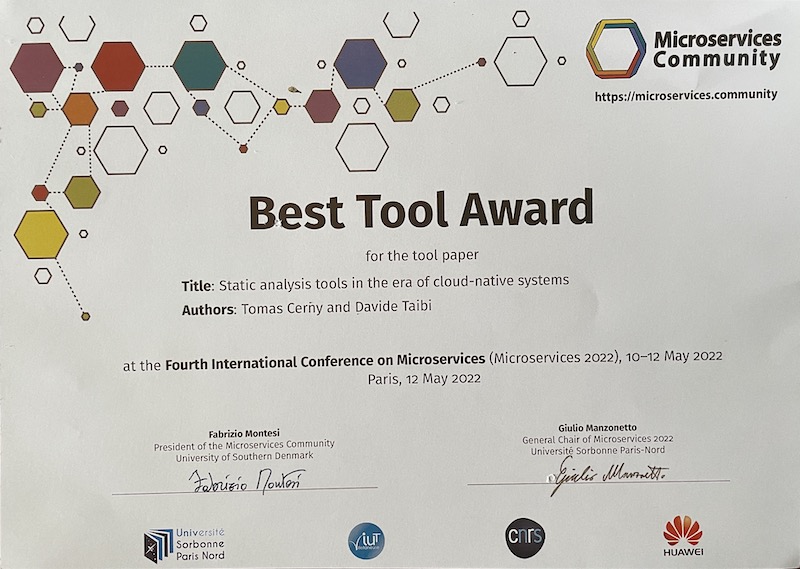 Microservices
Community
https://microservices.community
Best Tool Award
for the tool paper
Title: Static analysis tools in the era of cloud-native systems
Authors: Tomas Cerňy and Davide Taibi
at the Fourth International Conference on Microservices (Microservices 2022), 10–12 May 2022
Paris, 12 May 2022
Fabrizio Montesi
President of the Microservices Community
University of Southern Denmark
Fabrizio Montesi
Giulio Manzonetto
General Chair of Microservices 2022
Université Sorbonne Paris-Nord
Giulio Manzonetto
Université
Sorbonne
Paris Nord
iUT
cnrs
HUAWEI